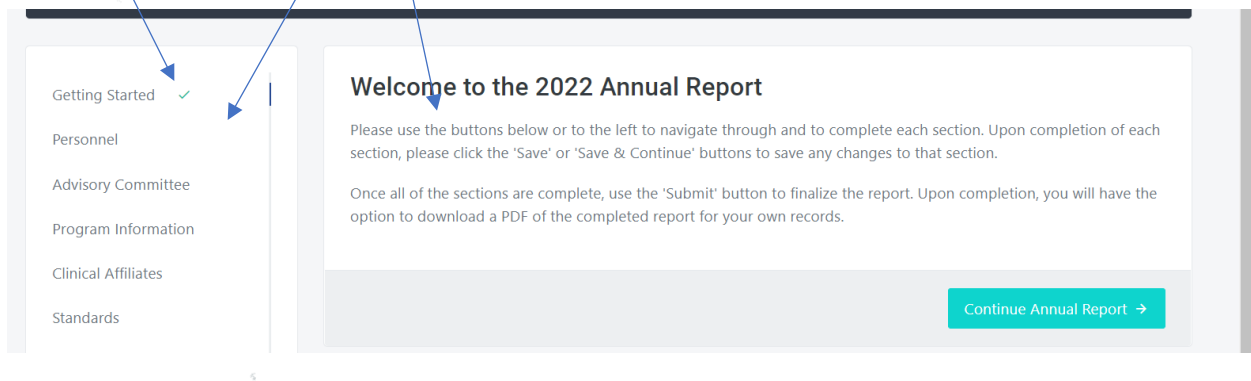 Getting Started
Personnel
Advisory Committee
Program Information
Clinical Affiliates
Standards
Welcome to the 2022 Annual Report
Please use the buttons below or to the left to navigate through and to complete each section. Upon completion of each
section, please click the 'Save' or 'Save & Continue' buttons to save any changes to that section.
Once all of the sections are complete, use the 'Submit' button to finalize the report. Upon completion, you will have the
option to download a PDF of the completed report for your own records.
Continue Annual Report →